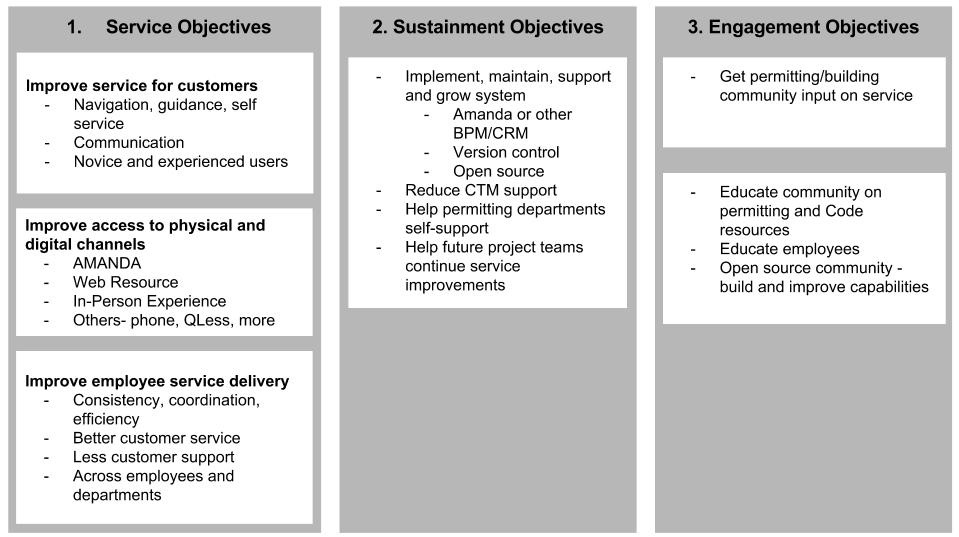 1. Service Objectives
Improve service for customers
- Navigation, guidance, self
service
- Communication
- Novice and experienced users
Improve access to physical and
digital channels
- AMANDA
- Web Resource
- In-Person Experience
- Others- phone, QLess, more
Improve employee service delivery
- Consistency, coordination,
efficiency
- Better customer service
- Less customer support
- Across employees and
departments
2. Sustainment Objectives
- Implement, maintain, support
and grow system
- Amanda or other
BPM/CRM
- Version control
- Open source
- Reduce CTM support
- Help permitting departments
self-support
- Help future project teams
continue service
improvements
3. Engagement Objectives
- Get permitting/building
community input on service
- Educate community on
permitting and Code
resources
- Educate employees
- Open source community -
build and improve capabilities